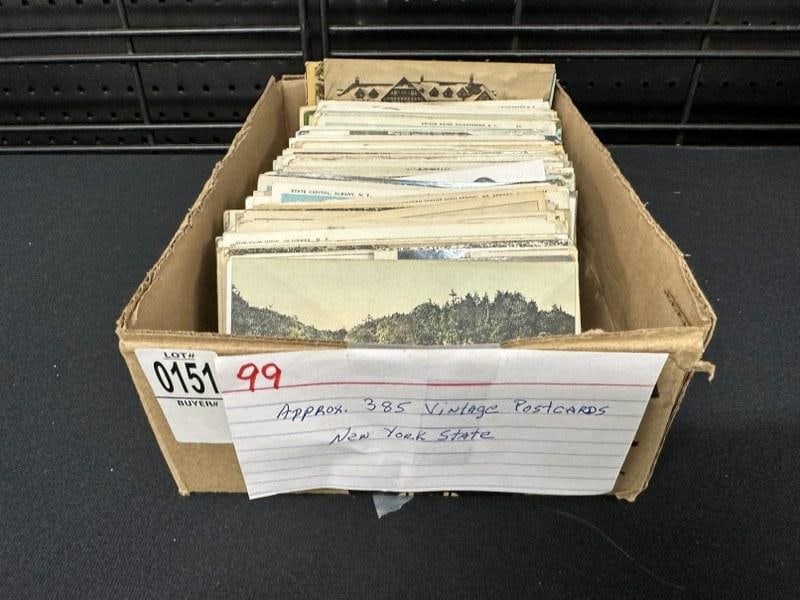 STATE CAPITOL, ALBANY, N. Y.
LOT#
0151
BUYER#
99
Approx. 385 Vintage Postcards
New York State